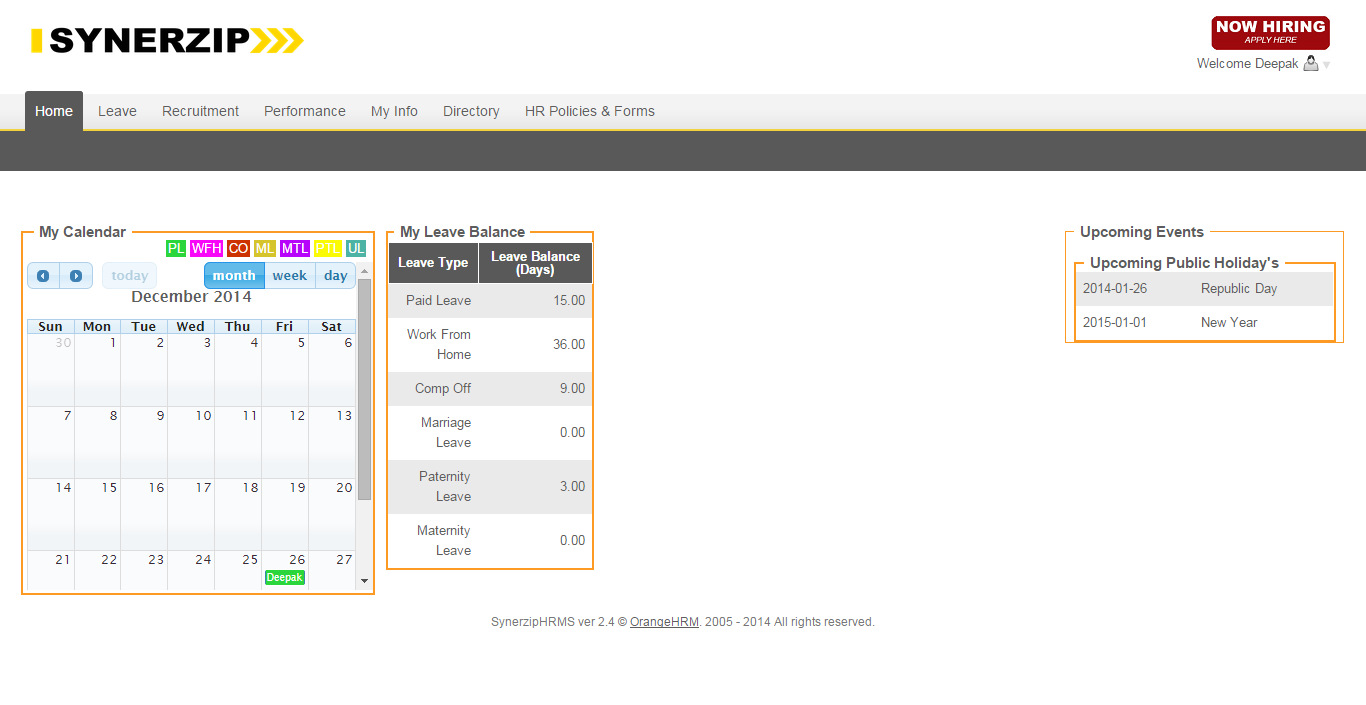 SYNERZIP
NOW HIRING
APPLY HERE
Welcome Deepak
Home Leave Recruitment Performance My Info Directory HR Policies & Forms
My Calendar
PL WFH CO ML MTL PTL UL
today month week day
December 2014
Sun Mon Tue Wed Thu Fri Sat
30 1 2 3 4 5 6
7 8 9 10 11 12 13
14 15 16 17 18 19 20
21 22 23 24 25 26 27
Deepak
My Leave Balance
Leave Type Leave Balance
(Days)
Paid Leave 15.00
Work From
Home 36.00
Comp Off 9.00
Marriage
Leave 0.00
Paternity
Leave 3.00
Maternity
Leave 0.00
Upcoming Events
Upcoming Public Holiday's
2014-01-26 Republic Day
2015-01-01 New Year
SynerzipHRMS ver 2.4 © OrangeHRM. 2005 - 2014 All rights reserved.